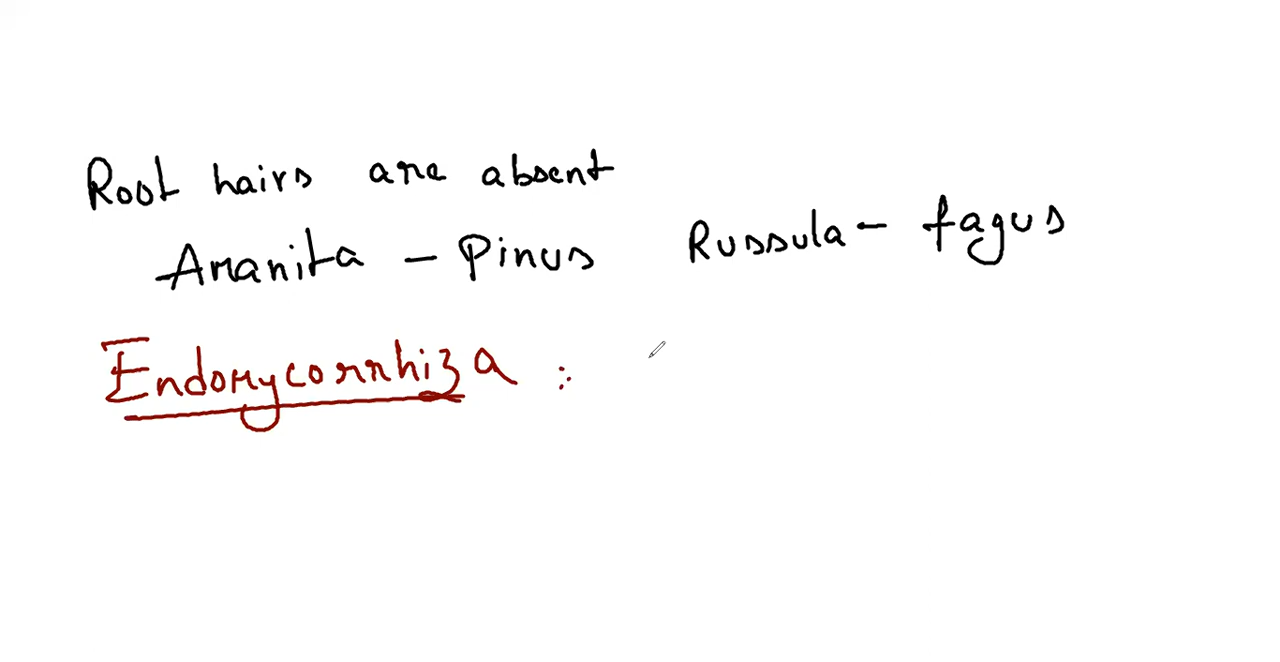 Root hairs are absent
Amanita - Pinus Russula - fagus
Endomycorrhiza :